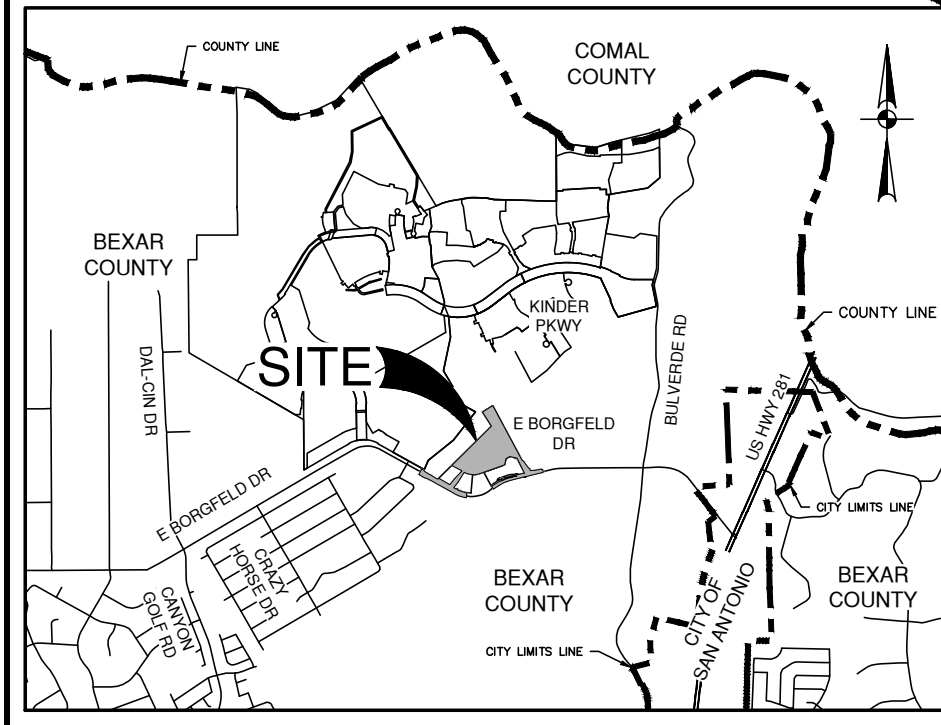 COUNTY LINE
COMAL
COUNTY
BEXAR
COUNTY
KINDER
PKWY
COUNTY LINE
DAL-CIN DR
SITE
BULVERDE RD
US HWY 281
E BORGFELD
DR
E BORGFELD DR
CITY LIMITS LINE
CRAZY
HORSE DR
BEXAR
COUNTY
BEXAR
COUNTY
CANYON
GOLF RD
CITY OF
SAN ANTONIO
CITY LIMITS LINE